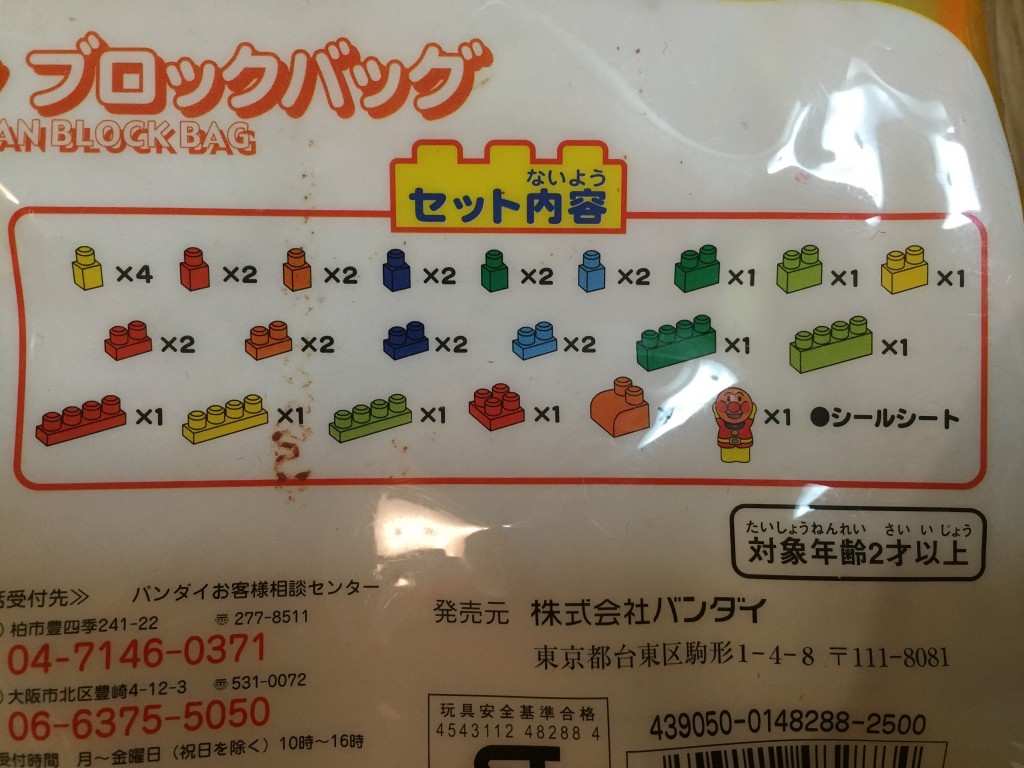 ブロックバッグ
AN BLOCK BAG
ないよう
セット内容
×4 ×2 ×2 ×2 ×2 ×2 ×1 ×1 ×1
×2 ×2 ×2 ×2 ×1 ×1
×1 ×1 ×1 ×1 ×1 ●シールシート
たいしょうねんれい さい いじょう
対象年齢2才以上
受付先≫ バンダイお客様相談センター
柏市豊四季241-22 〠277-8511
04-7146-0371
大阪市北区豊崎4-12-3 〠531-0072
06-6375-5050
受付時間 月～金曜日(祝日を除く)10時～16時
発売元 株式会社バンダイ
東京都台東区駒形1-4-8 〒111-8081
玩具安全基準合格
4543112 48288 4
439050-0148288-2500